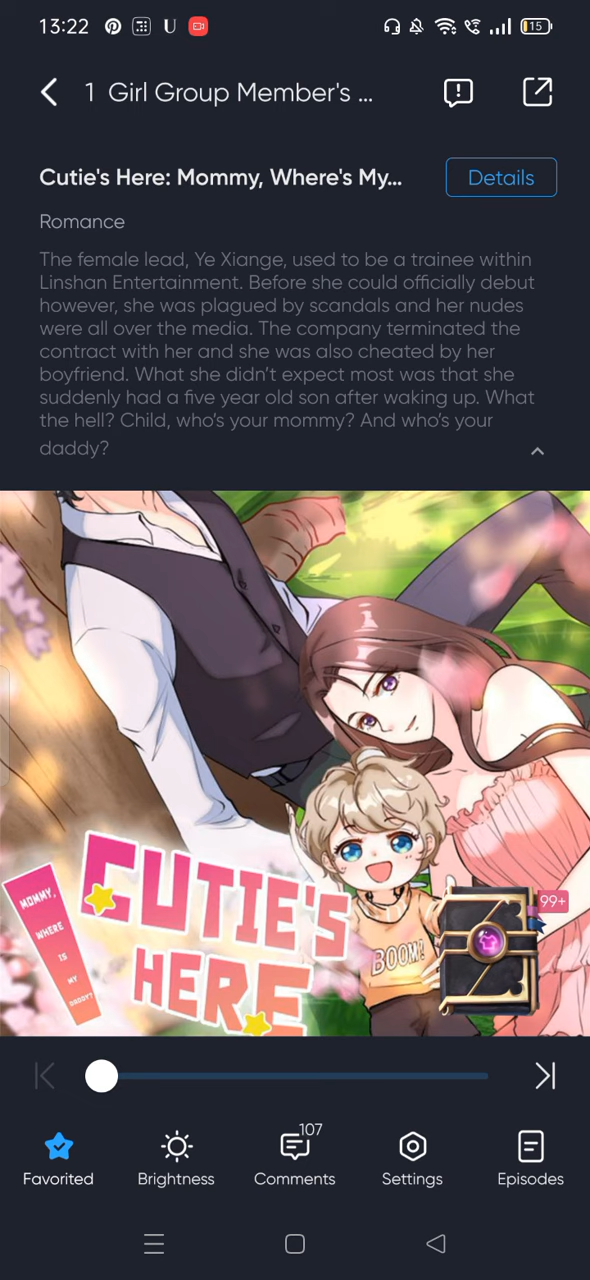 13:22
U
15
1 Girl Group Member's ...
Cutie's Here: Mommy, Where's My...
Details
Romance
The female lead, Ye Xiange, used to be a trainee within
Linshan Entertainment. Before she could officially debut
however, she was plagued by scandals and her nudes
were all over the media. The company terminated the
contract with her and she was also cheated by her
boyfriend. What she didn't expect most was that she
suddenly had a five year old son after waking up. What
the hell? Child, who's your mommy? And who's your
daddy?
99+
MOMMY,
WHERE
IS
MY
DADDY?
CUTIE'S
HERE
BOOM!
107
Favorited
Brightness
Comments
Settings
Episodes